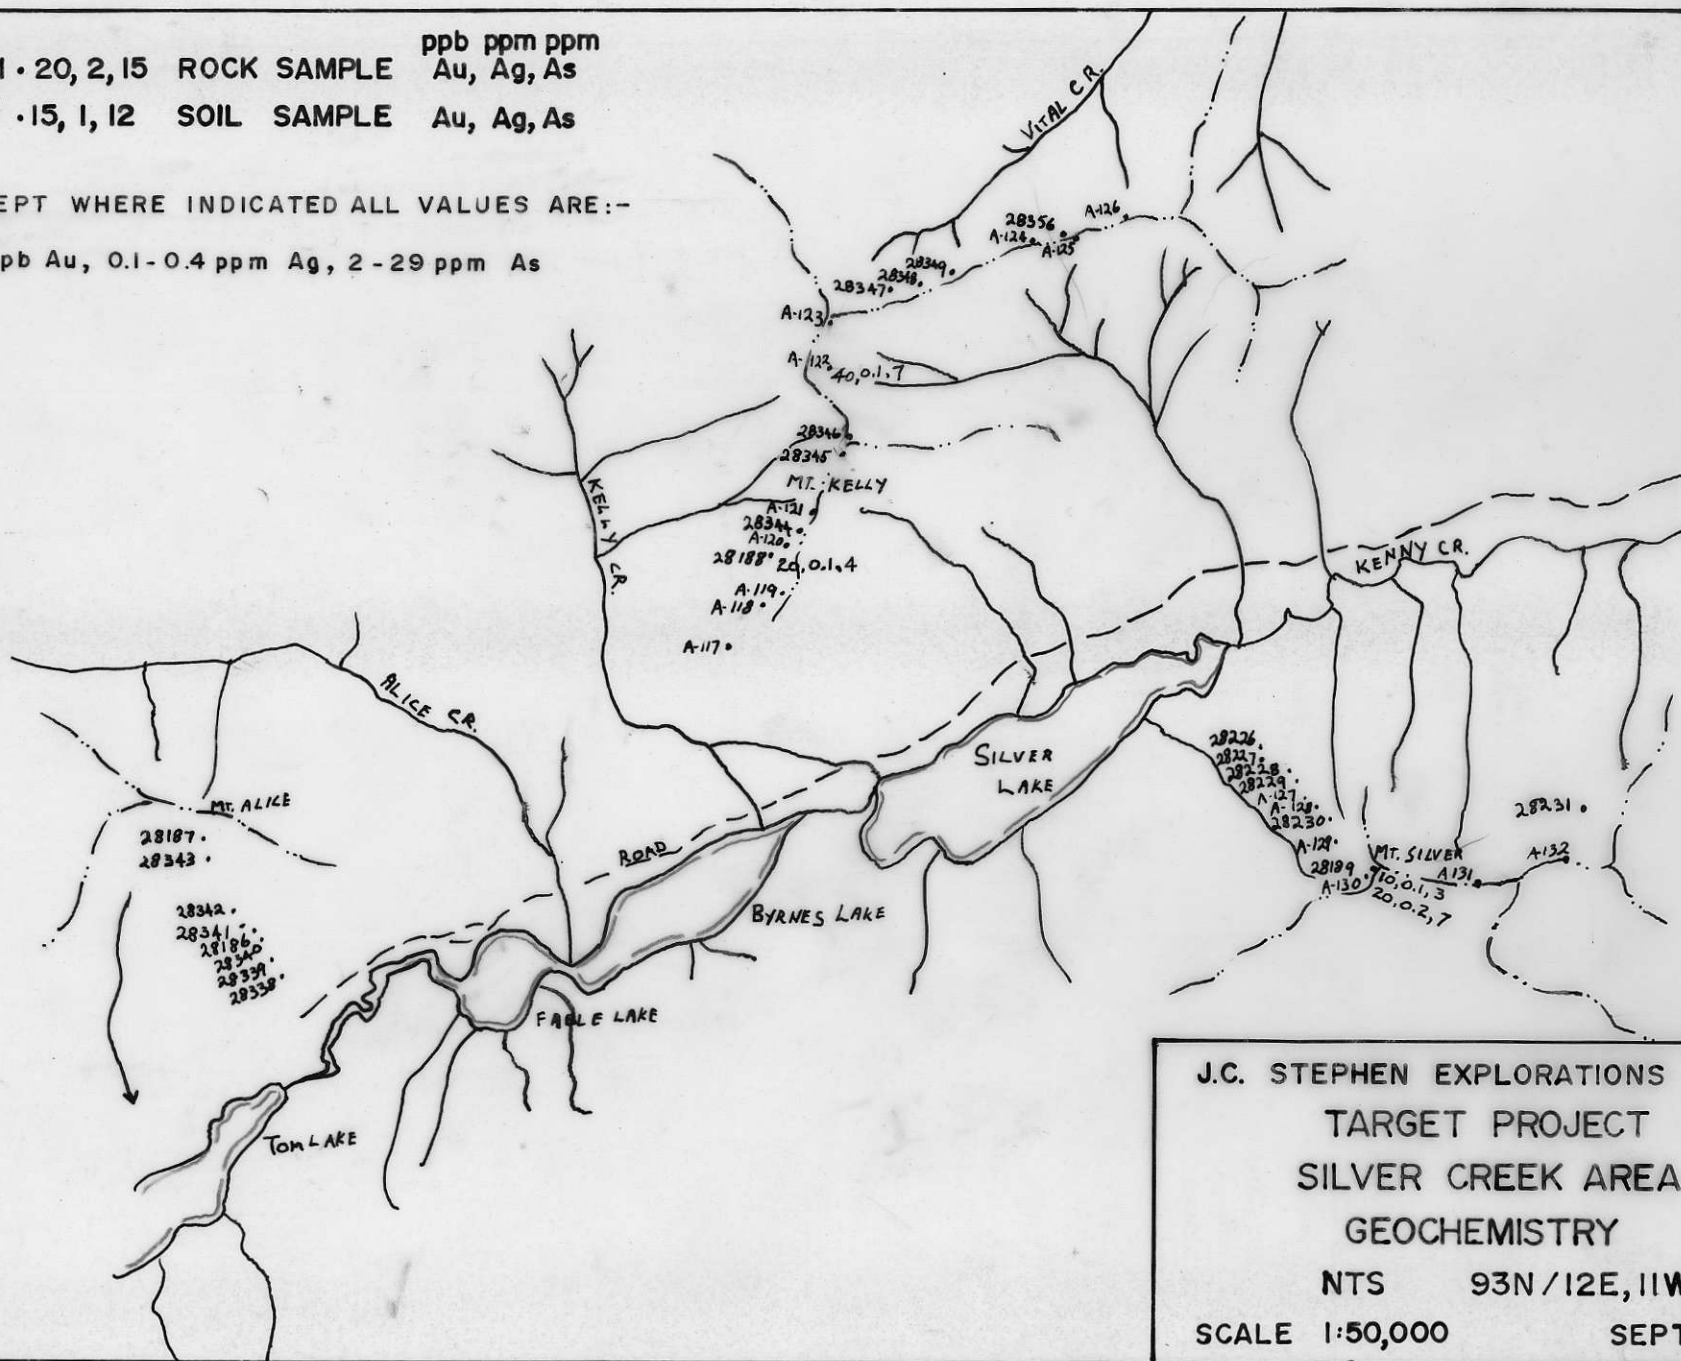 ppb ppm ppm
1 · 20, 2, 15 ROCK SAMPLE Au, Ag, As
·15, 1, 12 SOIL SAMPLE Au, Ag, As
EPT WHERE INDICATED ALL VALUES ARE:-
pb Au, 0.1-0.4 ppm Ag, 2-29 ppm As
VITAL CR.
A-126
28356
A-124
A-125
28349
28348
28347
A-123
A-122
40, 0.1, 7
28346
28345
MT. KELLY
KELLY CR.
A-121
28344
A-120
28188
20, 0.1, 4
A-119
A-118
A-117
KENNY CR.
ALICE CR.
SILVER
LAKE
MT. ALICE
28187
28343
28342
28341
28186
28340
28339
28338
ROAD
BYRNES LAKE
28226
28227
28228
28229
A-127
A-128
28230
A-129
28189
A-130
MT. SILVER
10, 0.1, 3
20, 0.2, 7
A131
28231
A132
LAKE
TOM LAKE
J.C. STEPHEN EXPLORATIONS
TARGET PROJECT
SILVER CREEK AREA
GEOCHEMISTRY
NTS 93N/12E, 11W
SCALE 1:50,000 SEPT